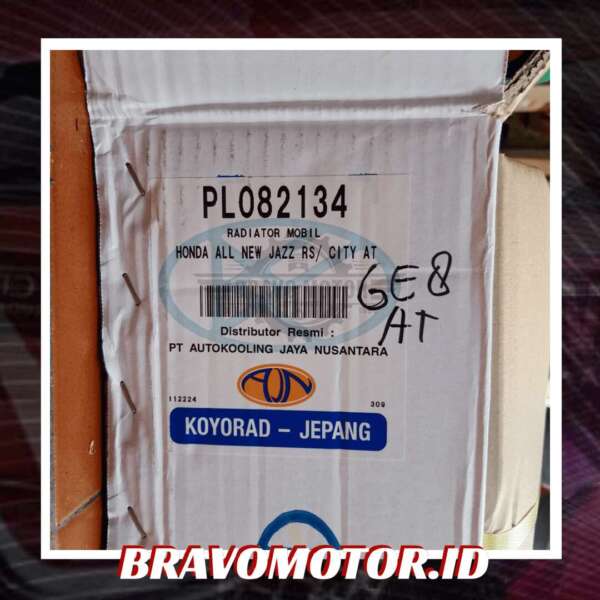 PL082134
RADIATOR MOBIL
HONDA ALL NEW JAZZ RS/ CITY AT
GE8
AT
Distributor Resmi :
PT AUTOKOOLING JAYA NUSANTARA
AJN
112224
309
KOYORAD - JEPANG
BRAVOMOTOR.ID